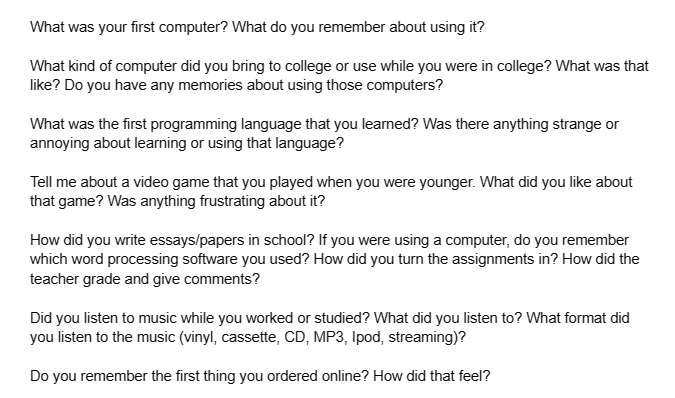 What was your first computer? What do you remember about using it?
What kind of computer did you bring to college or use while you were in college? What was that
like? Do you have any memories about using those computers?
What was the first programming language that you learned? Was there anything strange or
annoying about learning or using that language?
Tell me about a video game that you played when you were younger. What did you like about
that game? Was anything frustrating about it?
How did you write essays/papers in school? If you were using a computer, do you remember
which word processing software you used? How did you turn the assignments in? How did the
teacher grade and give comments?
Did you listen to music while you worked or studied? What did you listen to? What format did
you listen to the music (vinyl, cassette, CD, MP3, Ipod, streaming)?
Do you remember the first thing you ordered online? How did that feel?